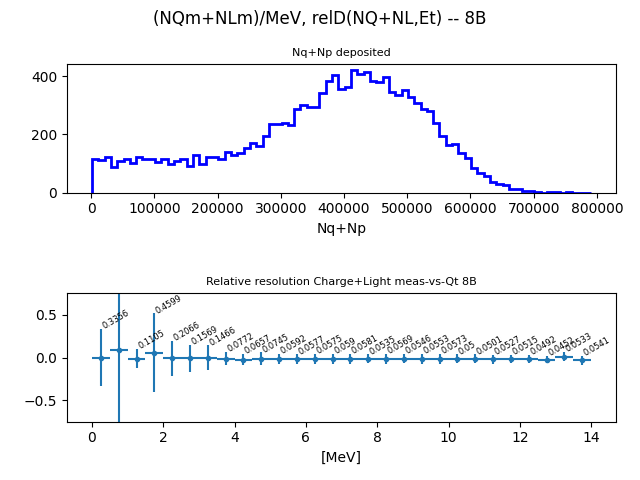 (NQm+NLm)/MeV, relD(NQ+NL,Et) -- 8B
Nq+Np deposited
400
200
0
0 100000 200000 300000 400000 500000 600000 700000 800000
Nq+Np
Relative resolution Charge+Light meas-vs-Qt 8B
0.5
0.0
−0.5
0.3356 0.1105 0.4599 0.2066 0.1569 0.1466 0.0772 0.0657 0.0745 0.0592 0.0577 0.0575 0.059 0.0581 0.0535 0.0569 0.0546 0.0553 0.0573 0.05 0.0501 0.0527 0.0515 0.0492 0.0452 0.0533 0.0541
0 2 4 6 8 10 12 14
[MeV]